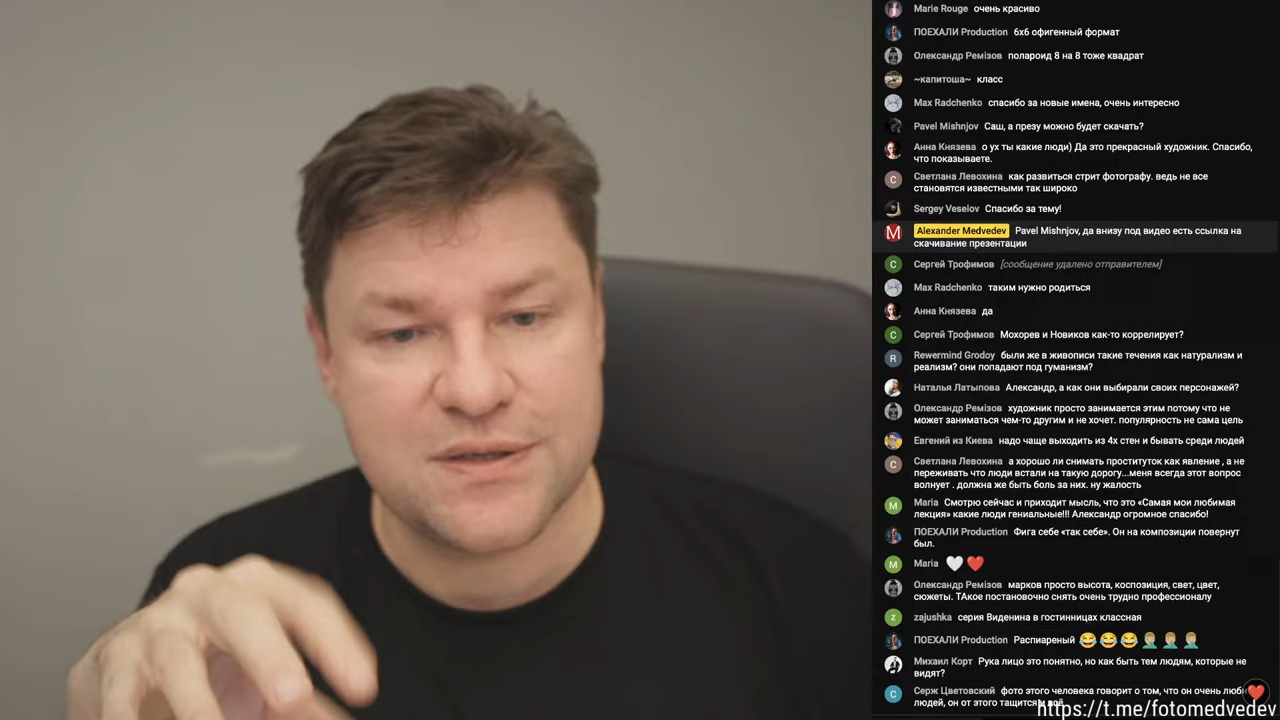 Marie Rouge очень красиво
ПОЕХАЛИ Production 6х6 офигенный формат
Олександр Ремізов полароид 8 на 8 тоже квадрат
~капитоша~ класс
Max Radchenko спасибо за новые имена, очень интересно
Pavel Mishnjov Саш, а презу можно будет скачать?
Анна Князева о ух ты какие люди) Да это прекрасный художник. Спасибо,
что показываете.
С Светлана Левохина как развиться стрит фотографу. ведь не все
становятся известными так широко
Sergey Veselov Спасибо за тему!
M Alexander Medvedev Pavel Mishnjov, да внизу под видео есть ссылка на
скачивание презентации
С Сергей Трофимов [сообщение удалено отправителем]
Max Radchenko таким нужно родиться
Анна Князева да
С Сергей Трофимов Мохорев и Новиков как-то коррелирует?
R Rewermind Grodoy были же в живописи такие течения как натурализм и
реализм? они попадают под гуманизм?
Наталья Латыпова Александр, а как они выбирали своих персонажей?
Олександр Ремізов художник просто занимается этим потому что не
может заниматься чем-то другим и не хочет. популярность не сама цель
Евгений из Киева надо чаще выходить из 4х стен и бывать среди людей
С Светлана Левохина а хорошо ли снимать проституток как явление , а не
переживать что люди встали на такую дорогу...меня всегда этот вопрос
волнует . должна же быть боль за них. ну жалость
M Maria Смотрю сейчас и приходит мысль, что это «Самая мои любимая
лекция» какие люди гениальные!!! Александр огромное спасибо!
ПОЕХАЛИ Production Фига себе «так себе». Он на композиции повернут
был.
M Maria 🤍 ❤️
Олександр Ремізов марков просто высота, коспозиция, свет, цвет,
сюжеты. ТАкое постановочно снять очень трудно профессионалу
z zajushka серия Виденина в гостинницах классная
ПОЕХАЛИ Production Распиареный 😂 😂 😂 🤦🏼‍♂️ 🤦🏼‍♂️ 🤦🏼‍♂️
Михаил Корт Рука лицо это понятно, но как быть тем людям, которые не
видят?
С Серж Цветовский фото этого человека говорит о том, что он очень
людей, он от этого тащится и
https://t.me/fotomedvedev